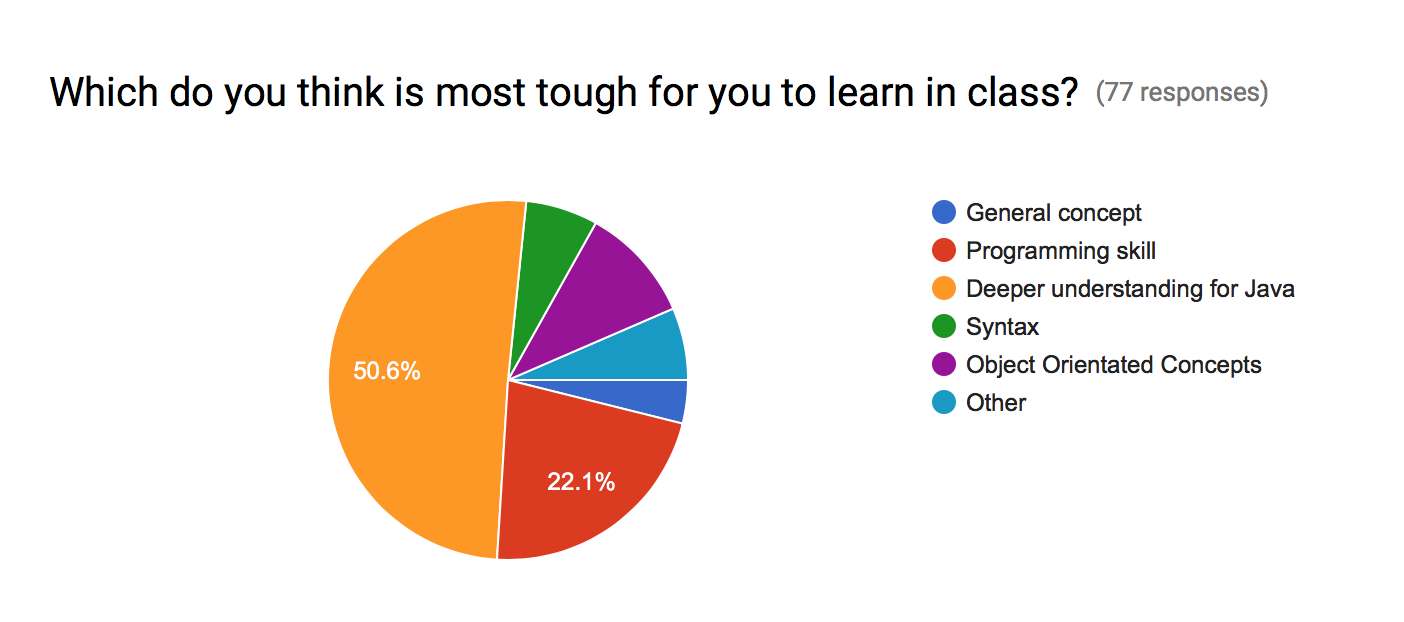 Which do you think is most tough for you to learn in class? (77 responses)
General concept
Programming skill
Deeper understanding for Java
Syntax
Object Orientated Concepts
Other
50.6%
22.1%